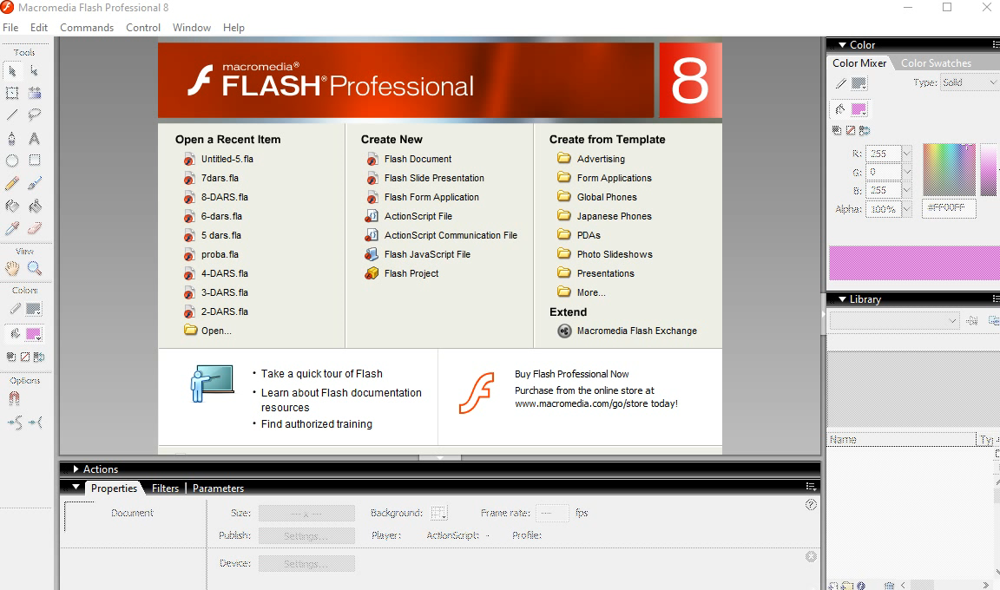 Macromedia Flash Professional 8
File Edit Commands Control Window Help
Tools
View
Colors
Options
macromedia®
FLASH® Professional
8
Open a Recent Item
Untitled-5.fla
7dars.fla
8-DARS.fla
6-dars.fla
5 dars.fla
proba.fla
4-DARS.fla
3-DARS.fla
2-DARS.fla
Open...
Create New
Flash Document
Flash Slide Presentation
Flash Form Application
ActionScript File
ActionScript Communication File
Flash JavaScript File
Flash Project
Create from Template
Advertising
Form Applications
Global Phones
Japanese Phones
PDAs
Photo Slideshows
Presentations
More...
Extend
Macromedia Flash Exchange
• Take a quick tour of Flash
• Learn about Flash documentation
resources
• Find authorized training
Buy Flash Professional Now
Purchase from the online store at
www.macromedia.com/go/store today!
Actions
Properties Filters | Parameters
Document
Size: --- x ---
Background:
Frame rate: --- fps
Publish: Settings...
Player: ActionScript: - Profile:
Device: Settings...
Color
Color Mixer Color Swatches
Type: Solid
R: 255
G: 0
B: 255
Alpha: 100%
#FF00FF
Library
Name